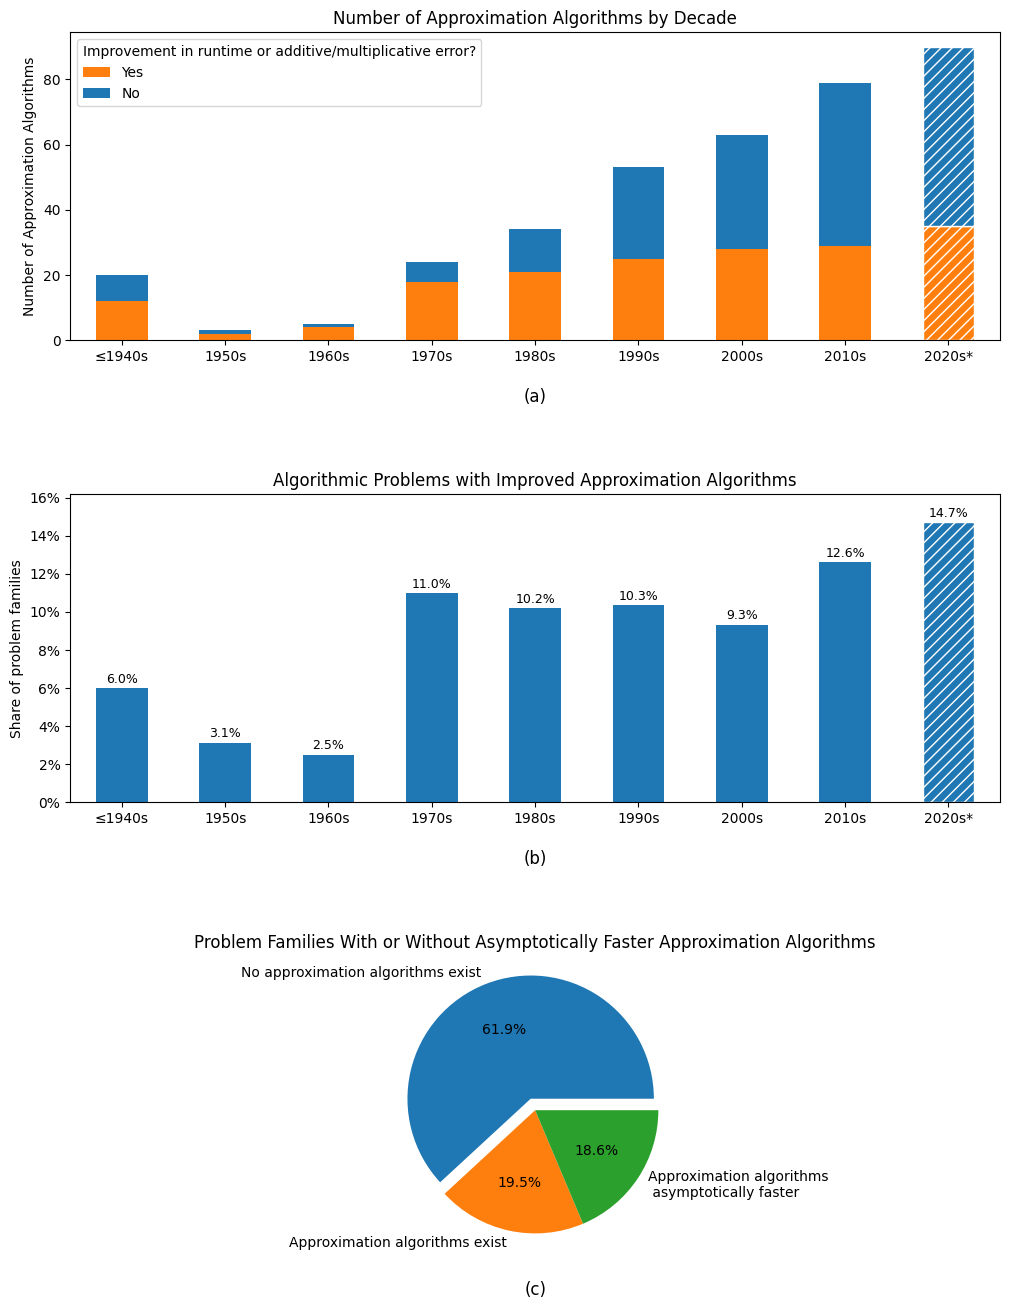 Number of Approximation Algorithms by Decade
Number of Approximation Algorithms
Improvement in runtime or additive/multiplicative error?
Yes
No
80
60
40
20
0
≤1940s 1950s 1960s 1970s 1980s 1990s 2000s 2010s 2020s*
(a)
Algorithmic Problems with Improved Approximation Algorithms
Share of problem families
16%
14%
12%
10%
8%
6%
4%
2%
0%
6.0% 3.1% 2.5% 11.0% 10.2% 10.3% 9.3% 12.6% 14.7%
≤1940s 1950s 1960s 1970s 1980s 1990s 2000s 2010s 2020s*
(b)
Problem Families With or Without Asymptotically Faster Approximation Algorithms
No approximation algorithms exist
61.9%
18.6%
Approximation algorithms
asymptotically faster
19.5%
Approximation algorithms exist
(c)